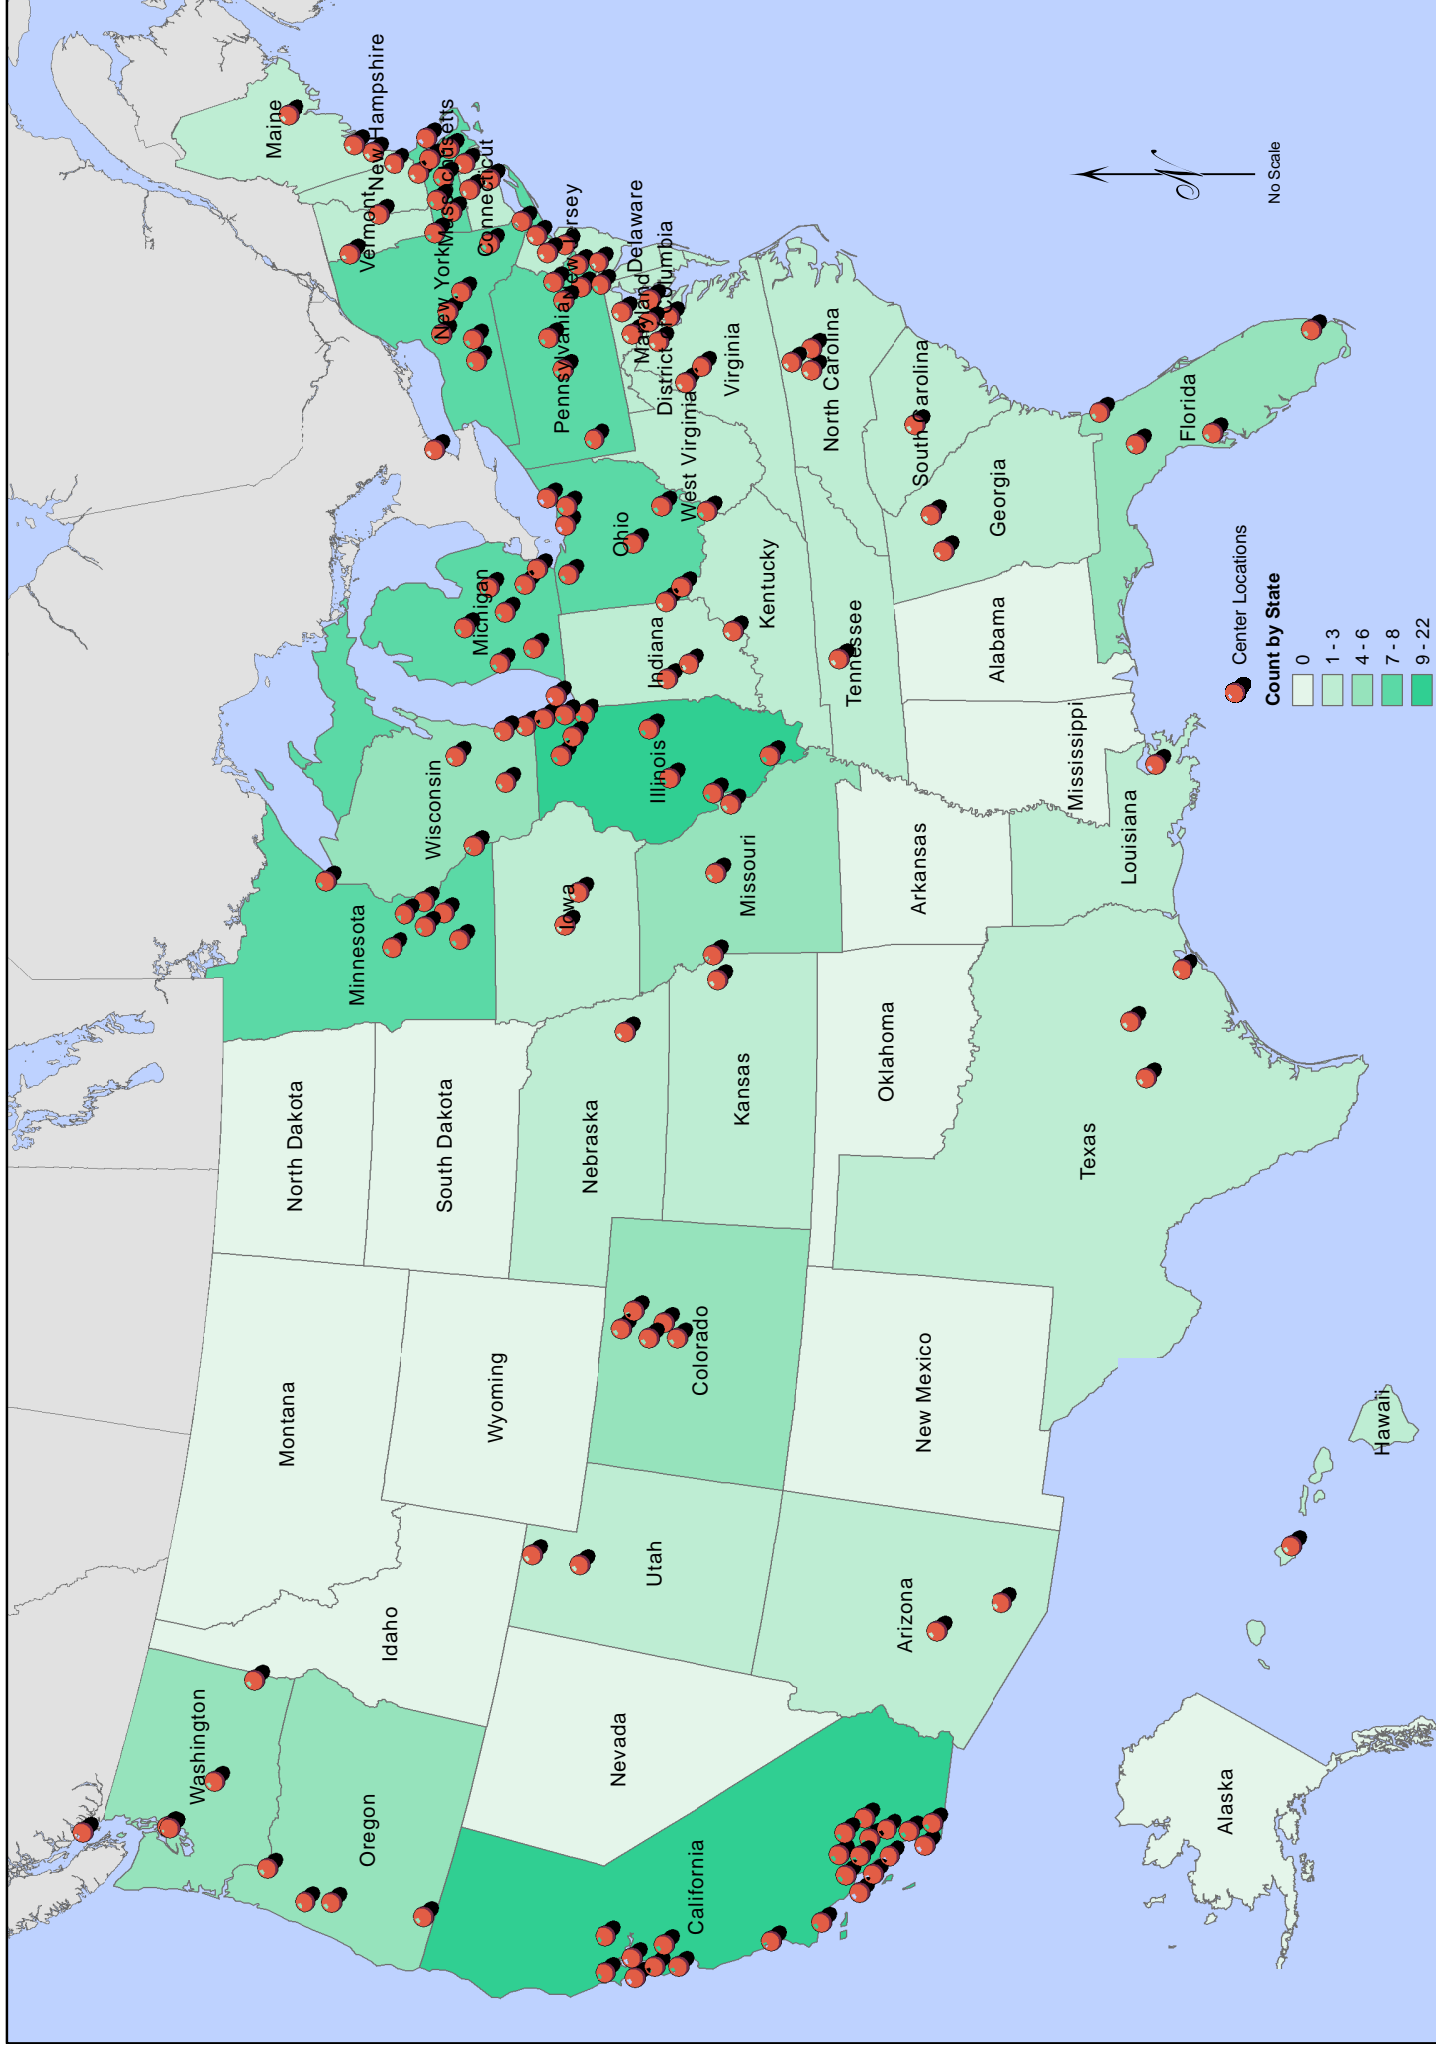 Maine
New Hampshire
Vermont
Massachusetts
New York
Connecticut
New Jersey
Pennsylvania
Delaware
Maryland
District of Columbia
Virginia
West Virginia
North Carolina
South Carolina
Georgia
Florida
Ohio
Michigan
Indiana
Kentucky
Tennessee
Alabama
Mississippi
Illinois
Wisconsin
Minnesota
Iowa
Missouri
Arkansas
Louisiana
North Dakota
South Dakota
Nebraska
Kansas
Oklahoma
Texas
Montana
Wyoming
Colorado
New Mexico
Idaho
Utah
Arizona
Washington
Oregon
Nevada
California
Alaska
Hawaii
N
No Scale
Center Locations
Count by State
0
1 - 3
4 - 6
7 - 8
9 - 22